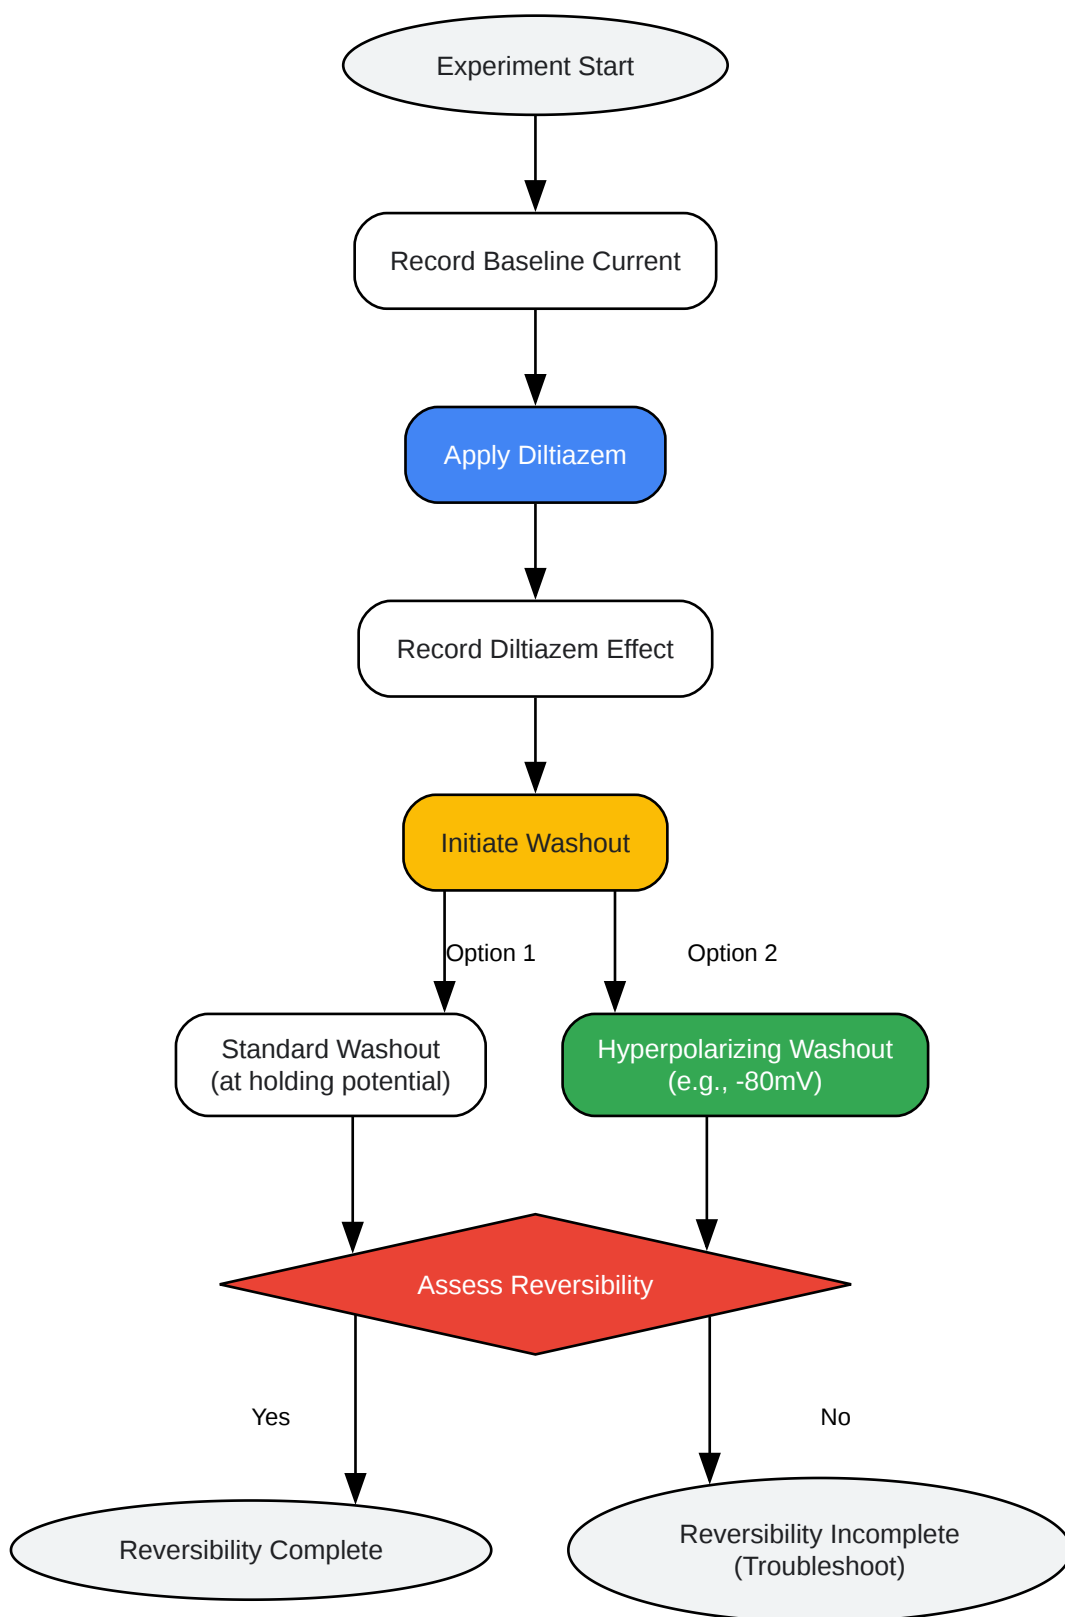 Experiment Start
Record Baseline Current
Apply Diltiazem
Record Diltiazem Effect
Initiate Washout
Option 1
Option 2
Standard Washout
(at holding potential)
Hyperpolarizing Washout
(e.g., -80mV)
Assess Reversibility
Yes
No
Reversibility Complete
Reversibility Incomplete
(Troubleshoot)